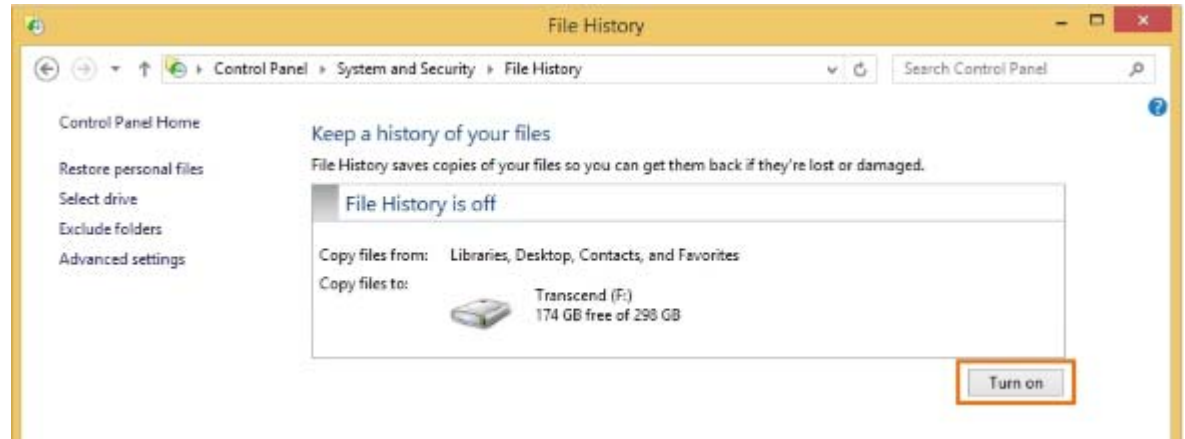 File History
Control Panel
System and Security
File History
Search Control Panel
Control Panel Home
Restore personal files
Select drive
Exclude folders
Advanced settings
Keep a history of your files
File History saves copies of your files so you can get them back if they're lost or damaged.
File History is off
Copy files from: Libraries, Desktop, Contacts, and Favorites
Copy files to:
Transcend (F:)
174 GB free of 298 GB
Turn on